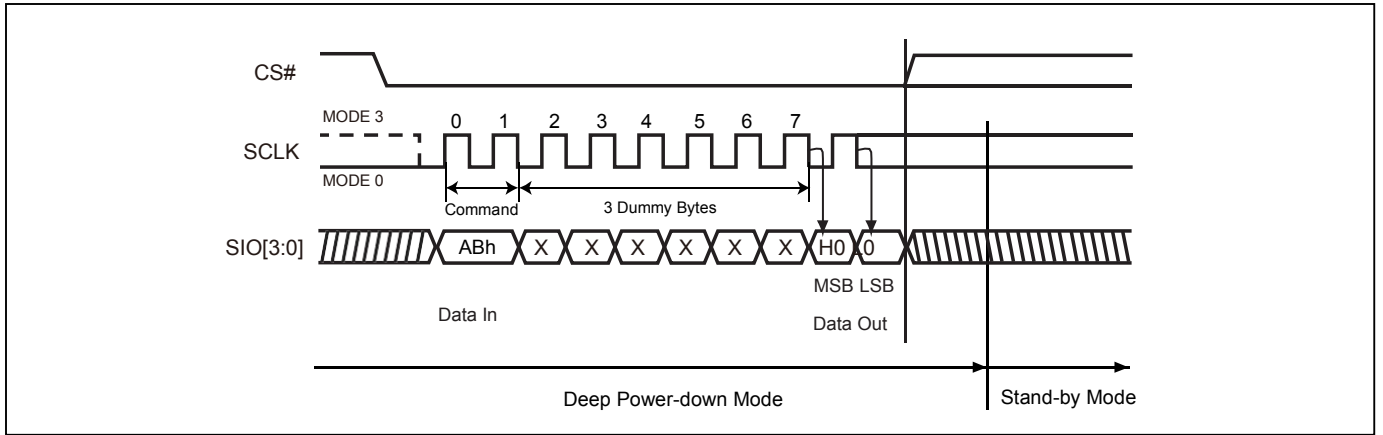 CS#
MODE 3
0 1 2 3 4 5 6 7
SCLK
MODE 0
Command
3 Dummy Bytes
SIO[3:0]
ABh X X X X X X H0 L0
MSB LSB
Data In
Data Out
Deep Power-down Mode
Stand-by Mode